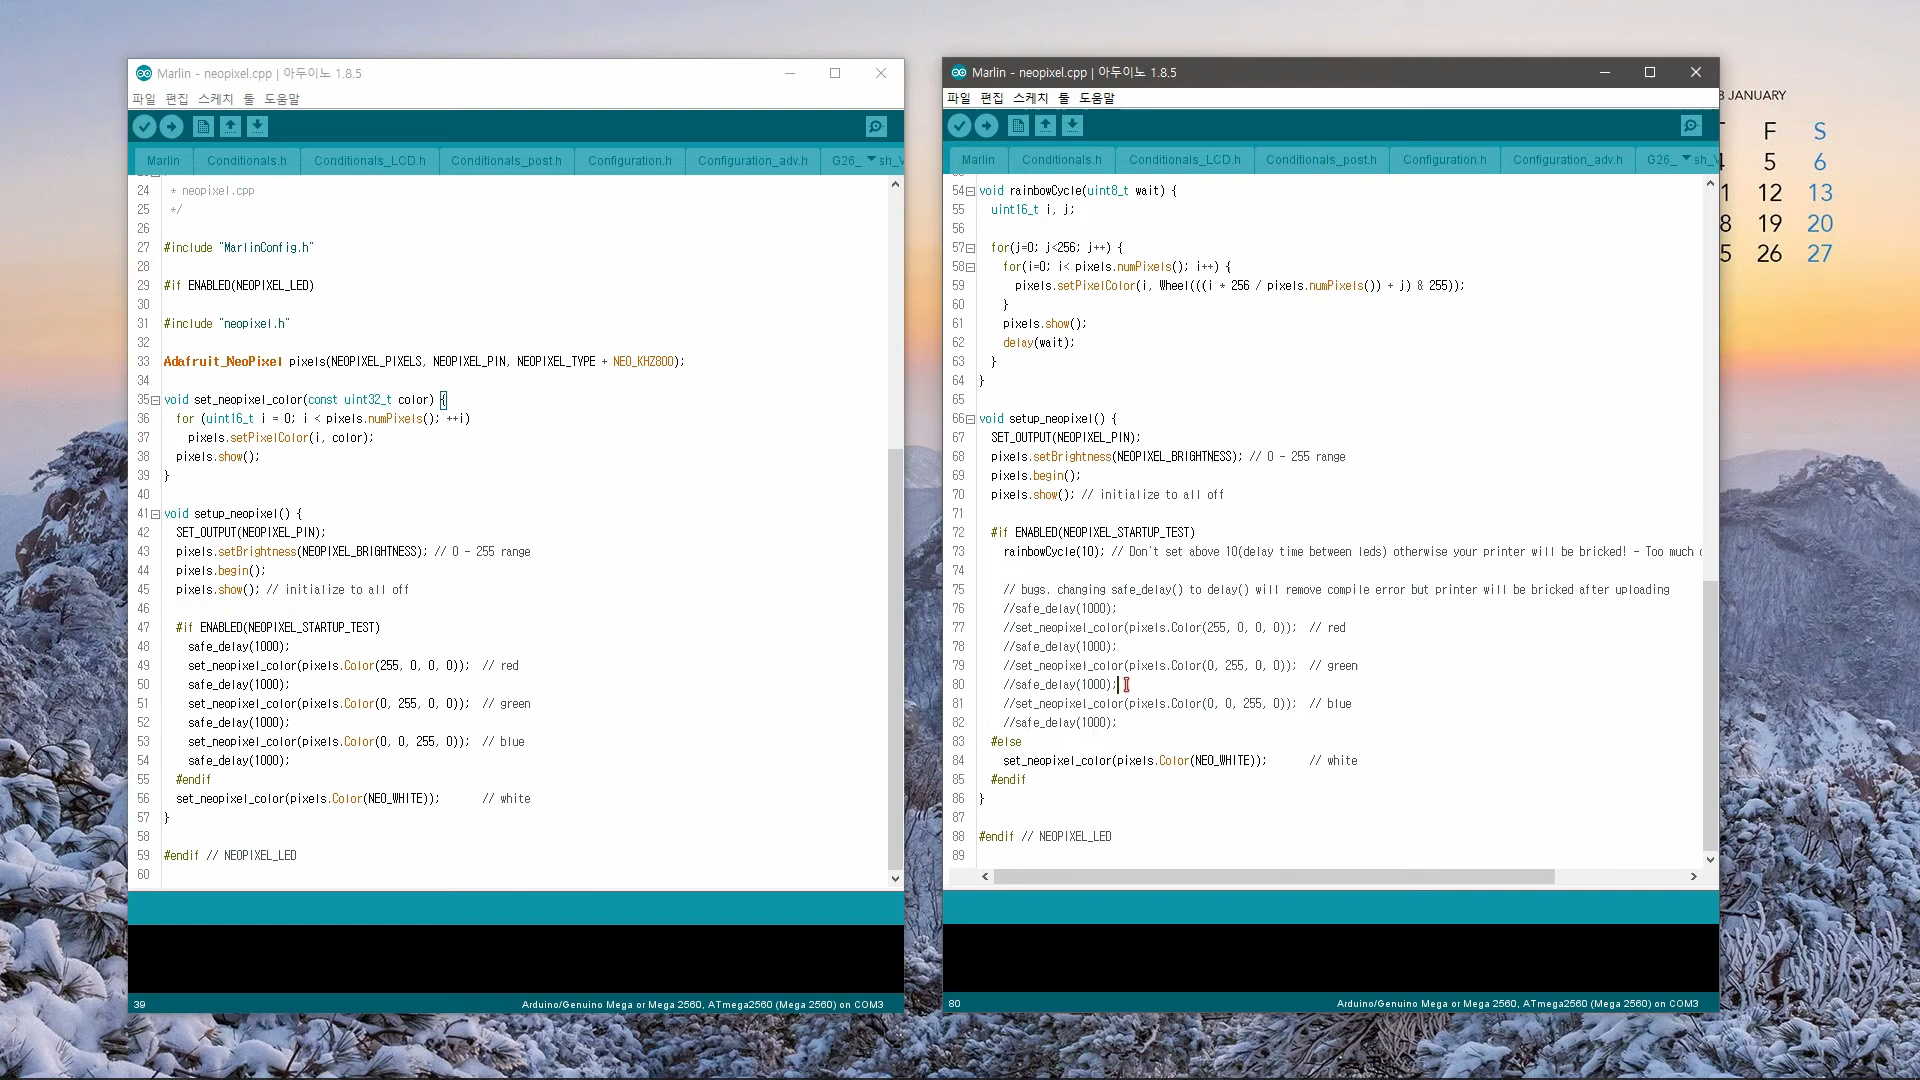 Marlin - neopixel.cpp | 아두이노 1.8.5
파일 편집 스케치 툴 도움말
Marlin Conditionals.h Conditionals_LCD.h Conditionals_post.h Configuration.h Configuration_adv.h G26_ sh_V
24 * neopixel.cpp
25 */
26
27 #include "MarlinConfig.h"
28
29 #if ENABLED(NEOPIXEL_LED)
30
31 #include "neopixel.h"
32
33 Adafruit_NeoPixel pixels(NEOPIXEL_PIXELS, NEOPIXEL_PIN, NEOPIXEL_TYPE + NEO_KHZ800);
34
35 void set_neopixel_color(const uint32_t color) {
36 for (uint16_t i = 0; i < pixels.numPixels(); ++i)
37 pixels.setPixelColor(i, color);
38 pixels.show();
39 }
40
41 void setup_neopixel() {
42 SET_OUTPUT(NEOPIXEL_PIN);
43 pixels.setBrightness(NEOPIXEL_BRIGHTNESS); // 0 - 255 range
44 pixels.begin();
45 pixels.show(); // initialize to all off
46
47 #if ENABLED(NEOPIXEL_STARTUP_TEST)
48 safe_delay(1000);
49 set_neopixel_color(pixels.Color(255, 0, 0, 0)); // red
50 safe_delay(1000);
51 set_neopixel_color(pixels.Color(0, 255, 0, 0)); // green
52 safe_delay(1000);
53 set_neopixel_color(pixels.Color(0, 0, 255, 0)); // blue
54 safe_delay(1000);
55 #endif
56 set_neopixel_color(pixels.Color(NEO_WHITE)); // white
57 }
58
59 #endif // NEOPIXEL_LED
60
39 Arduino/Genuino Mega or Mega 2560, ATmega2560 (Mega 2560) on COM3
Marlin - neopixel.cpp | 아두이노 1.8.5
파일 편집 스케치 툴 도움말
Marlin Conditionals.h Conditionals_LCD.h Conditionals_post.h Configuration.h Configuration_adv.h G26_ sh_V
54 void rainbowCycle(uint8_t wait) {
55 uint16_t i, j;
56
57 for(j=0; j<256; j++) {
58 for(i=0; i< pixels.numPixels(); i++) {
59 pixels.setPixelColor(i, Wheel(((i * 256 / pixels.numPixels()) + j) & 255));
60 }
61 pixels.show();
62 delay(wait);
63 }
64 }
65
66 void setup_neopixel() {
67 SET_OUTPUT(NEOPIXEL_PIN);
68 pixels.setBrightness(NEOPIXEL_BRIGHTNESS); // 0 - 255 range
69 pixels.begin();
70 pixels.show(); // initialize to all off
71
72 #if ENABLED(NEOPIXEL_STARTUP_TEST)
73 rainbowCycle(10); // Don't set above 10(delay time between leds) otherwise your printer will be bricked! - Too much
74
75 // bugs. changing safe_delay() to delay() will remove compile error but printer will be bricked after uploading
76 //safe_delay(1000);
77 //set_neopixel_color(pixels.Color(255, 0, 0, 0)); // red
78 //safe_delay(1000);
79 //set_neopixel_color(pixels.Color(0, 255, 0, 0)); // green
80 //safe_delay(1000);
81 //set_neopixel_color(pixels.Color(0, 0, 255, 0)); // blue
82 //safe_delay(1000);
83 #else
84 set_neopixel_color(pixels.Color(NEO_WHITE)); // white
85 #endif
86 }
87
88 #endif // NEOPIXEL_LED
89
80 Arduino/Genuino Mega or Mega 2560, ATmega2560 (Mega 2560) on COM3
JANUARY
F S
5 6
12 13
19 20
26 27